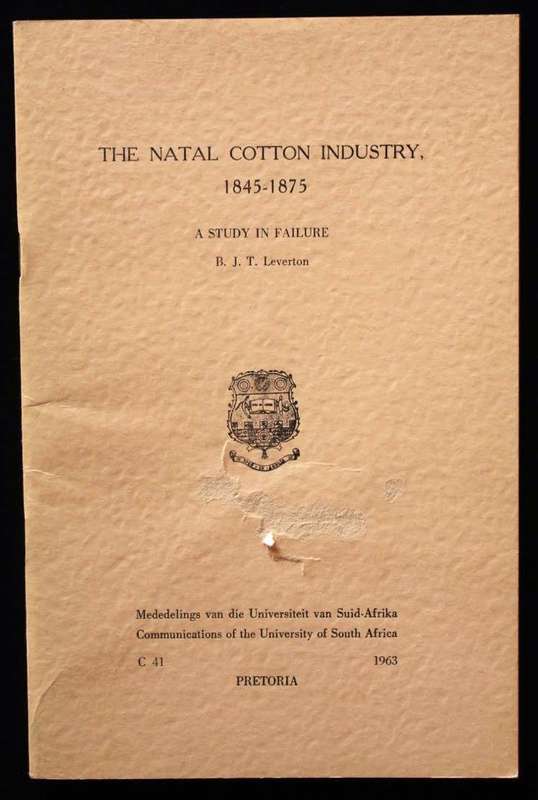 THE NATAL COTTON INDUSTRY,
1845-1875
A STUDY IN FAILURE
B. J. T. Leverton
Mededelings van die Universiteit van Suid-Afrika
Communications of the University of South Africa
C 41 1963
PRETORIA